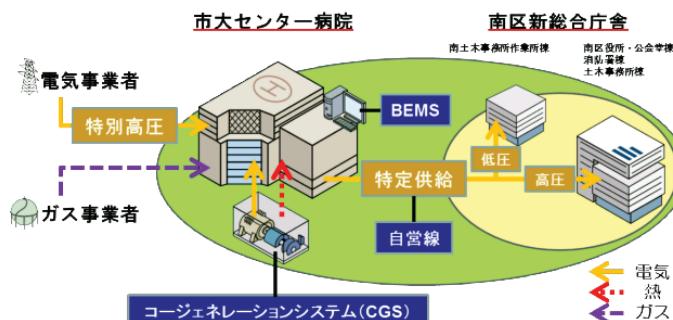 市大センター病院
南区新総合庁舎
南土木事務所作業所棟
南区役所・公会堂棟
消防署棟
土木事務所棟
電気事業者
特別高圧
BEMS
低圧
特定供給
高圧
ガス事業者
自営線
コージェネレーションシステム(CGS)
電気
熱
ガス